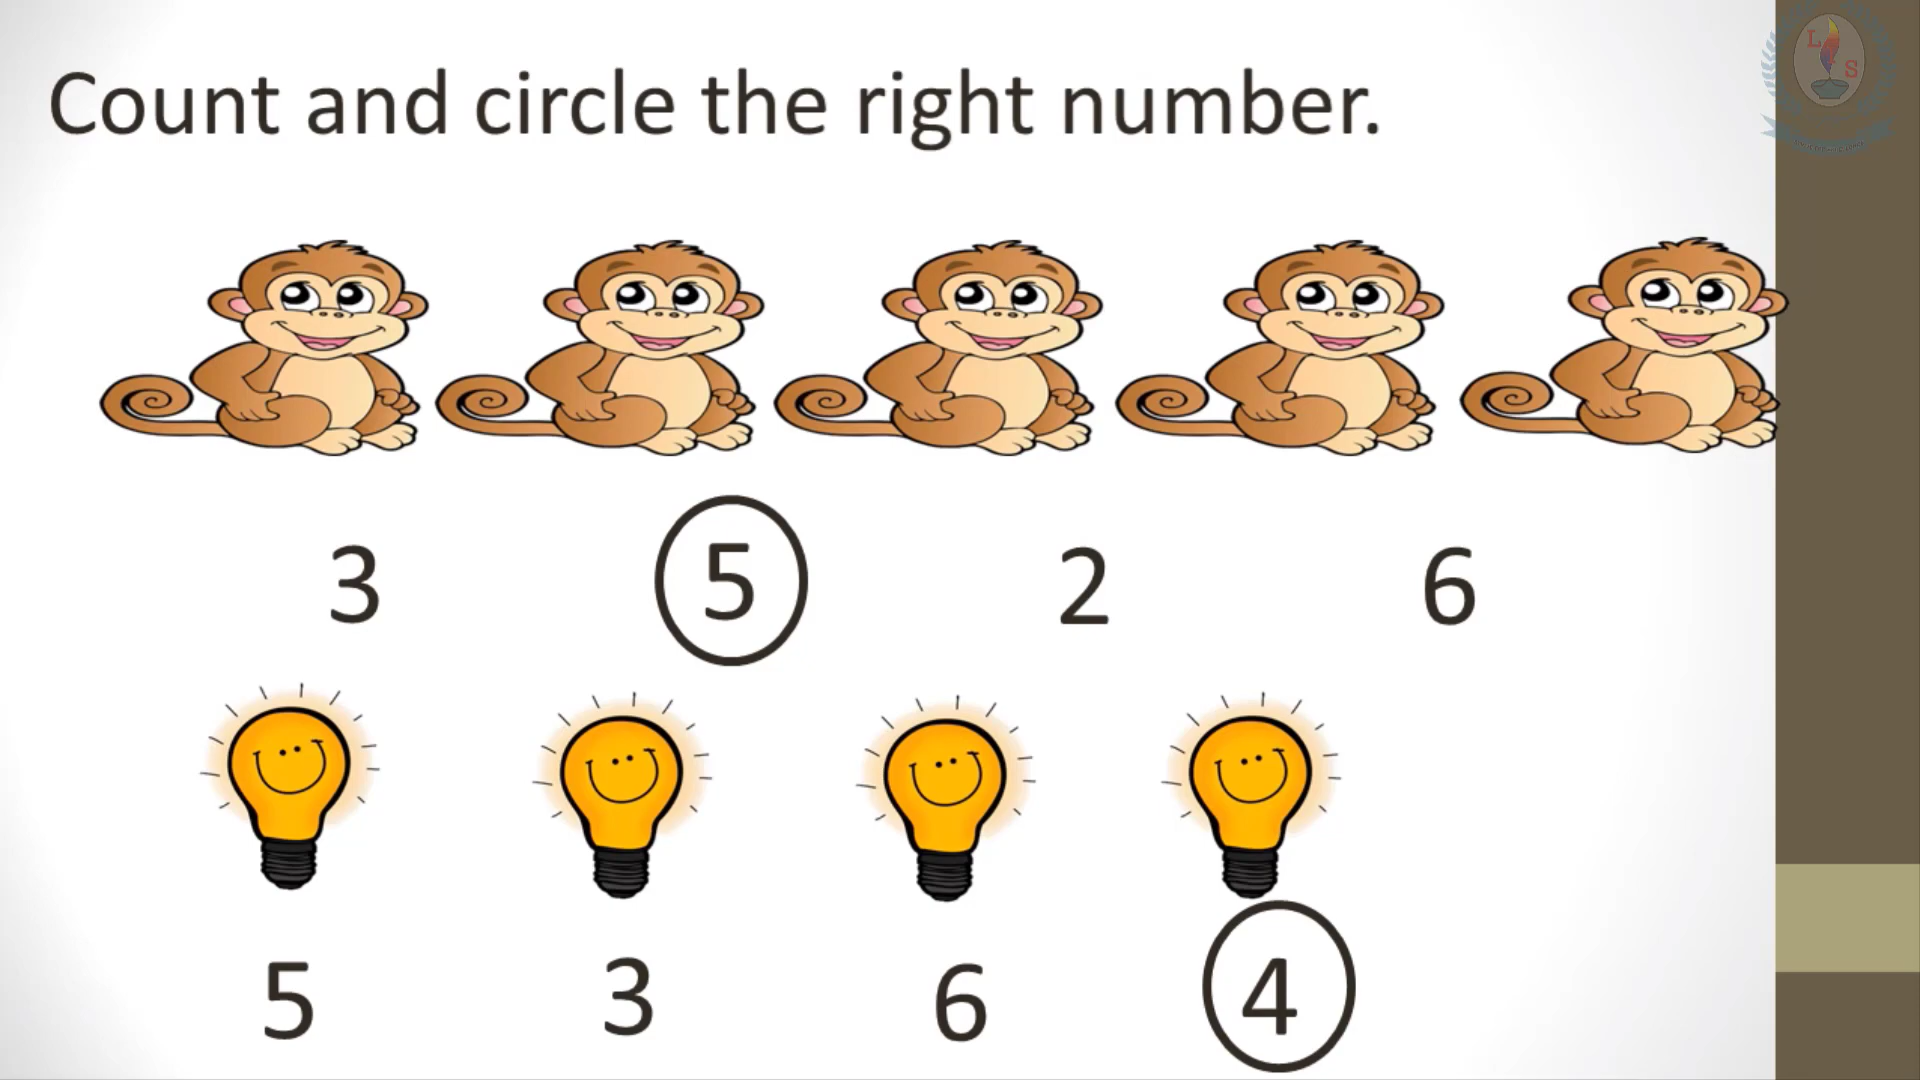 Count and circle the right number.
3 5 2 6
5 3 6 4
L
S